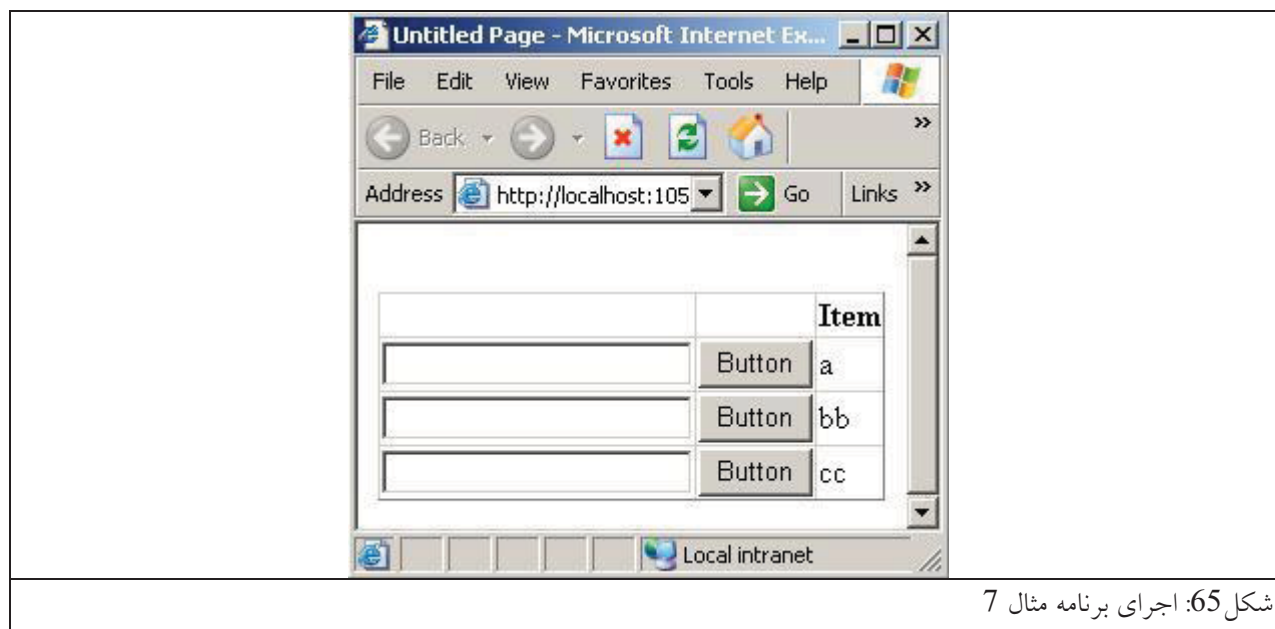 Untitled Page - Microsoft Internet Ex...
File Edit View Favorites Tools Help
Back »
Address http://localhost:105 Go Links »
Item
Button a
Button bb
Button cc
Local intranet
شکل65: اجرای برنامه مثال 7